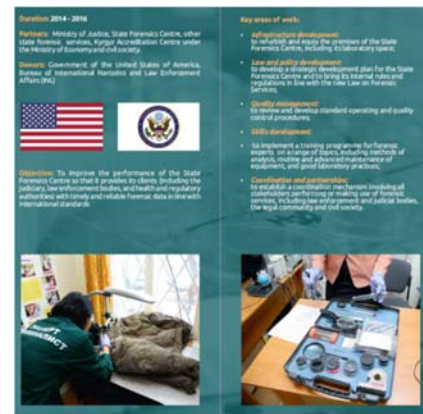 Duration: 2014 - 2016
Partners: Ministry of Justice, State Forensics Centre, other
state forensic services, Kyrgyz Accreditation Centre under
the Ministry of Economy and civil society.
Donors: Government of the United States of America,
Bureau of International Narcotics and Law Enforcement
Affairs (INL)
Objective: To improve the performance of the State
Forensics Centre so that it provides its clients (including the
judiciary, law enforcement bodies, and health and regulatory
authorities) with timely and reliable forensic data in line with
international standards
ЭКСПЕРТ
Key areas of work:
• Infrastructure development:
to refurbish and equip the premises of the State
Forensics Centre, including its laboratory space;
• Law and policy development:
to develop a strategic development plan for the State
Forensics Centre and to bring its internal rules and
regulations in line with the new Law on Forensic
Services;
• Quality management:
to review and develop standard operating and quality
control procedures;
• Skills development:
• to implement a training programme for forensic
experts on a range of topics, including methods of
analysis, routine and advanced maintenance of
equipment, and good laboratory practices;
• Coordination and partnerships:
to establish a coordination mechanism involving all
stakeholders performing or making use of forensic
services, including law enforcement and judicial bodies,
the legal community and civil society.